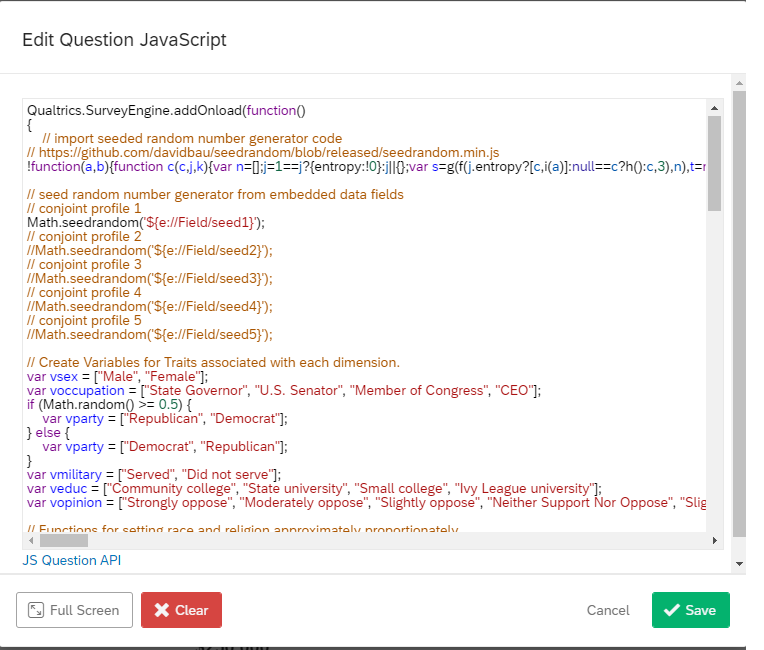 Edit Question JavaScript
Qualtrics.SurveyEngine.addOnload(function()
{
// import seeded random number generator code
// https://github.com/davidbau/seedrandom/blob/released/seedrandom.min.js
!function(a,b){function c(c,j,k){var n=[];j=1==j?{entropy:!0}:j||{};var s=g(f(j.entropy?[c,i(a)]:null==c?h():c,3),n),t=
// seed random number generator from embedded data fields
// conjoint profile 1
Math.seedrandom('${e://Field/seed1}');
// conjoint profile 2
//Math.seedrandom('${e://Field/seed2}');
// conjoint profile 3
//Math.seedrandom('${e://Field/seed3}');
// conjoint profile 4
//Math.seedrandom('${e://Field/seed4}');
// conjoint profile 5
//Math.seedrandom('${e://Field/seed5}');
// Create Variables for Traits associated with each dimension.
var vsex = ["Male", "Female"];
var voccupation = ["State Governor", "U.S. Senator", "Member of Congress", "CEO"];
if (Math.random() >= 0.5) {
var vparty = ["Republican", "Democrat"];
} else {
var vparty = ["Democrat", "Republican"];
}
var vmilitary = ["Served", "Did not serve"];
var veduc = ["Community college", "State university", "Small college", "Ivy League university"];
var vopinion = ["Strongly oppose", "Moderately oppose", "Slightly oppose", "Neither Support Nor Oppose", "Slig
// Functions for setting race and religion approximately proportionately
JS Question API
Full Screen
Clear
Cancel
Save